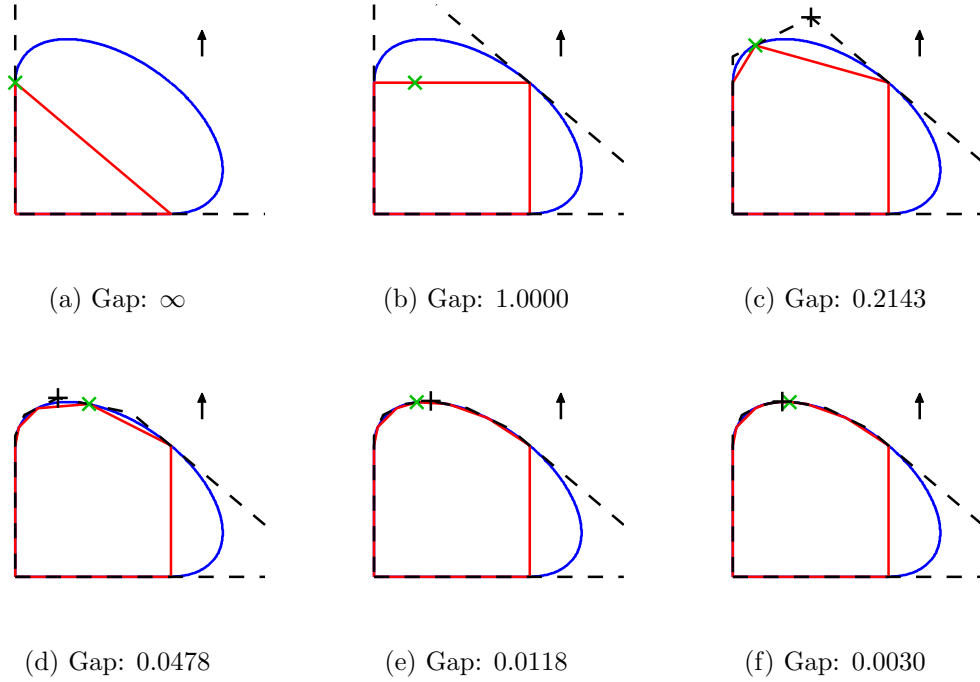 (a) Gap: ∞
(b) Gap: 1.0000
(c) Gap: 0.2143
(d) Gap: 0.0478
(e) Gap: 0.0118
(f) Gap: 0.0030